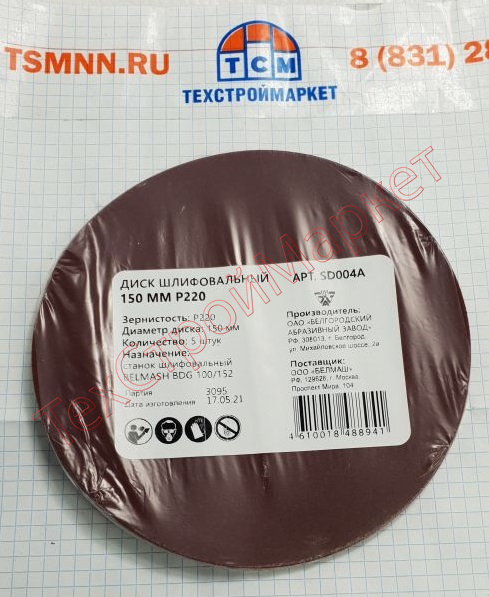 TSMNN.RU
ТСМ
ТЕХСТРОЙМАРКЕТ
8 (831) 28
ДИСК ШЛИФОВАЛЬНЫЙ
150 ММ P220
АРТ. SD004A
Зернистость: P220
Диаметр диска: 150 мм
Количество: 5 штук
Назначение:
станок шлифовальный
BELMASH BDG 100/152
Партия 3095
Дата изготовления 17.05.21
Производитель:
ОАО «БЕЛГОРОДСКИЙ
АБРАЗИВНЫЙ ЗАВОД»
РФ, 308013, г. Белгород,
ул. Михайловское шоссе, 2а
Поставщик:
ООО «БЕЛМАШ»
РФ, 129626, г. Москва,
Проспект Мира, 104
4 610018 488941
ТехстройМаркет